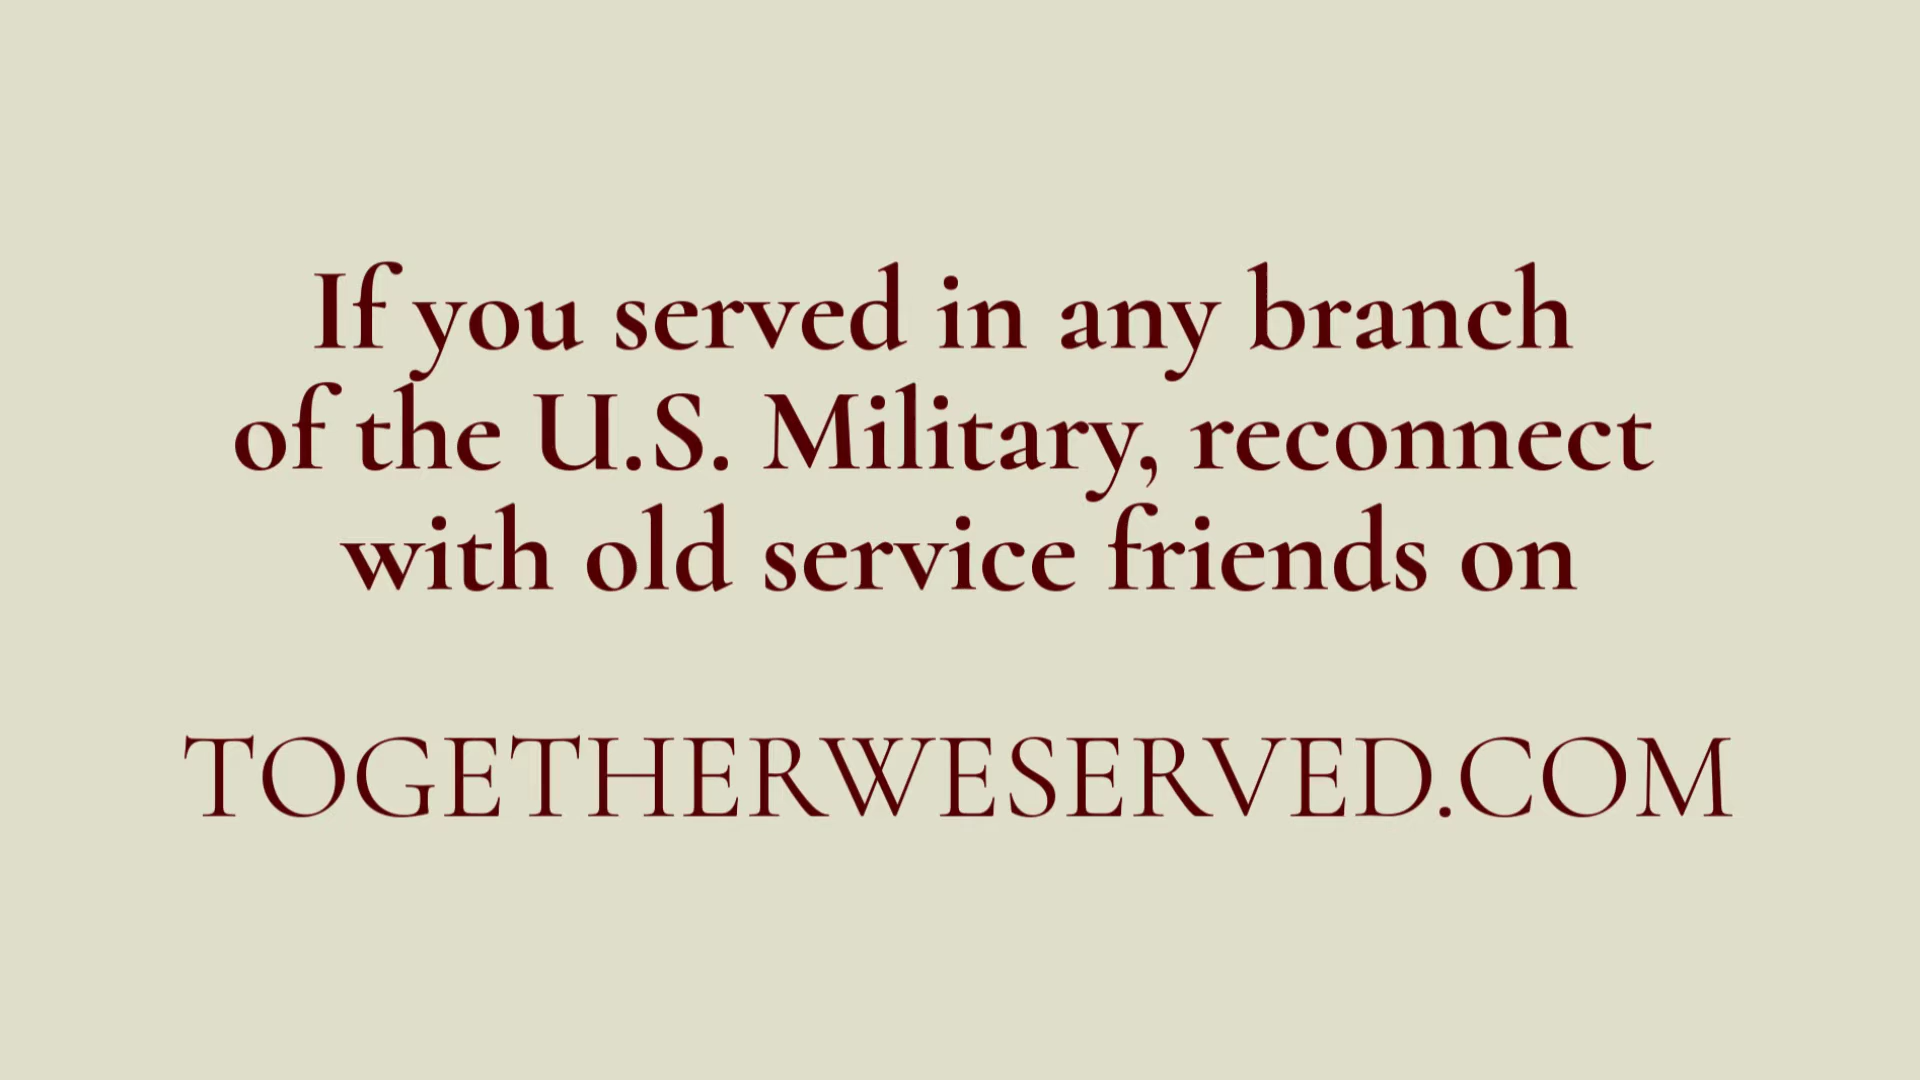 If you served in any branch
of the U.S. Military, reconnect
with old service friends on
TOGETHERWESERVED.COM